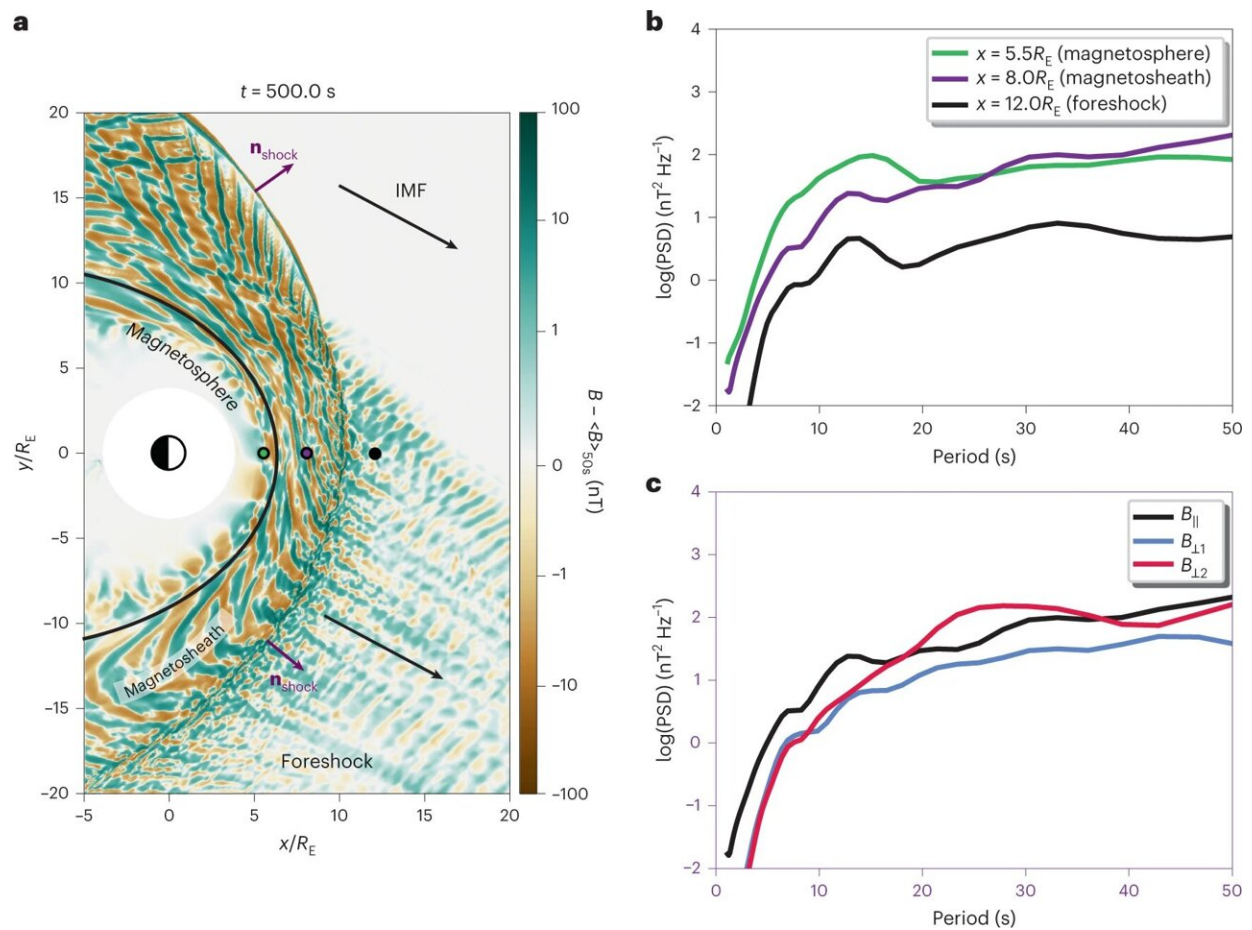 a
t = 500.0 s
20
15
10
5
0
−5
−10
−15
−20
y/R_E
−5
0
5
10
15
20
x/R_E
n_shock
IMF
Magnetosphere
Magnetosheath
n_shock
Foreshock
100
10
1
0
−1
−10
−100
B − <B>_50s (nT)
b
4
3
2
1
0
−1
−2
log(PSD) (nT² Hz⁻¹)
x = 5.5R_E (magnetosphere)
x = 8.0R_E (magnetosheath)
x = 12.0R_E (foreshock)
0
10
20
30
40
50
Period (s)
c
4
3
2
1
0
−1
−2
log(PSD) (nT² Hz⁻¹)
B_||
B_⊥1
B_⊥2
0
10
20
30
40
50
Period (s)